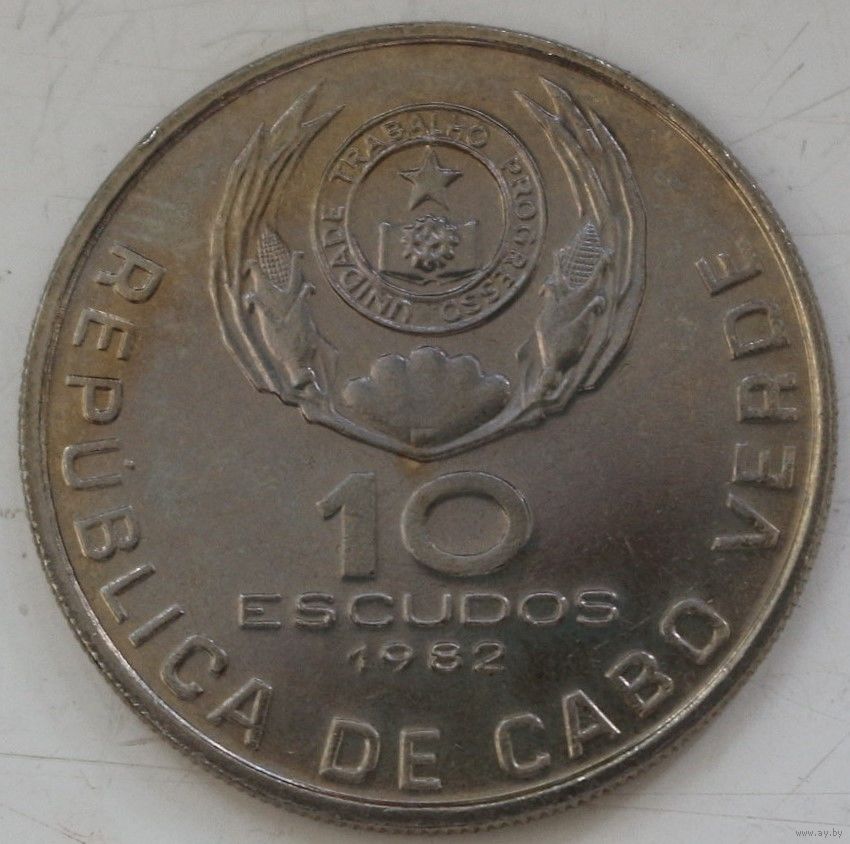 UNIDADE TRABALHO PROGRESSO
10
ESCUDOS
1982
REPÚBLICA DE CABO VERDE
www.ay.by